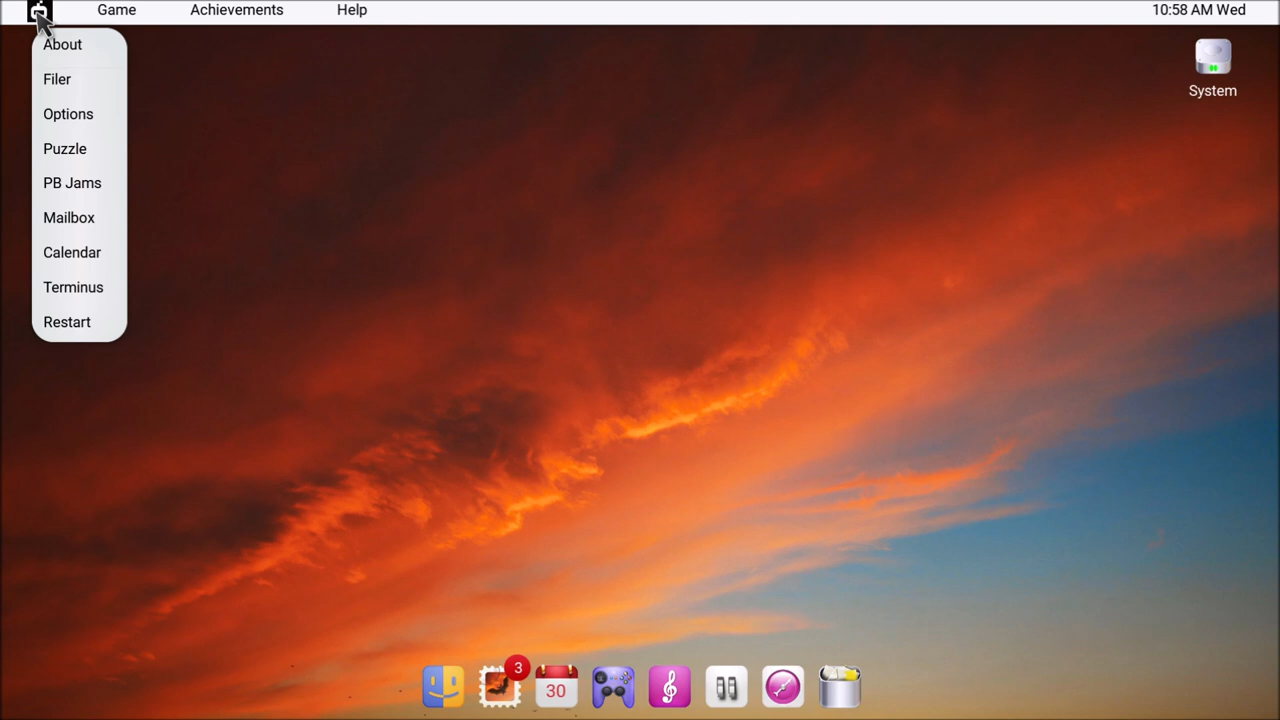 Game Achievements Help 10:58 AM Wed
About
Filer
Options
Puzzle
PB Jams
Mailbox
Calendar
Terminus
Restart
System
3
30